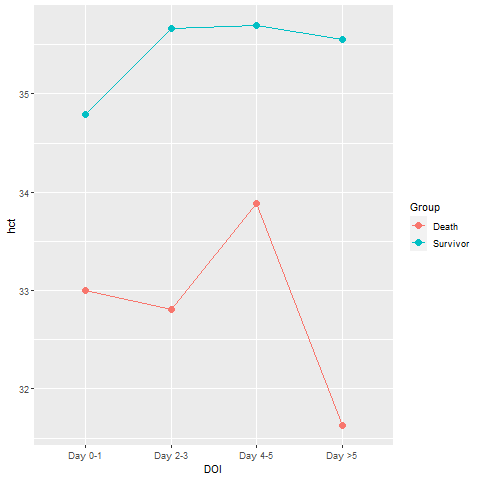 35
34
33
32
hct
Day 0-1
Day 2-3
Day 4-5
Day >5
DOI
Group
Death
Survivor